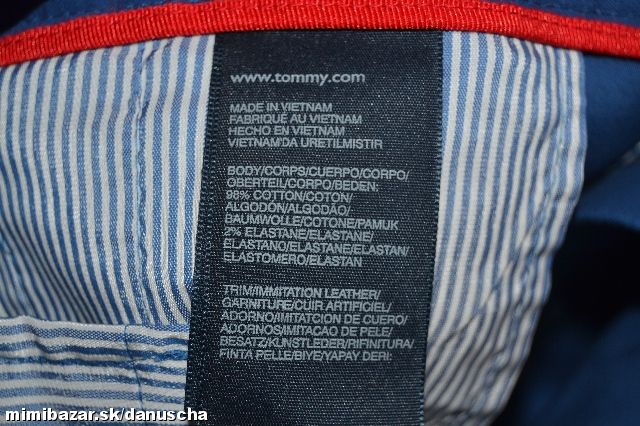 www.tommy.com
MADE IN VIETNAM
FABRIQUÉ AU VIETNAM
HECHO EN VIETNAM
VIETNAM'DA URETILMISTIR
BODY/CORPS/CUERPO/CORPO/
OBERTEIL/CORPO/BEDEN:
98% COTTON/COTON/
ALGODON/ALGODÃO/
BAUMWOLLE/COTONE/PAMUK
2% ELASTANE/ELASTANE/
ELASTANO/ELASTANE/ELASTAN/
ELASTOMERO/ELASTAN
TRIM/IMMITATION LEATHER/
GARNITURE/CUIR ARTIFICIEL/
ADORNO/IMITATCION DE CUERO/
ADORNOS/IMITACAO DE PELE/
BESATZ/KUNSTLEDER/RIFINITURA/
FINTA PELLE/BIYE/YAPAY DERI:
mimibazar.sk/danuscha